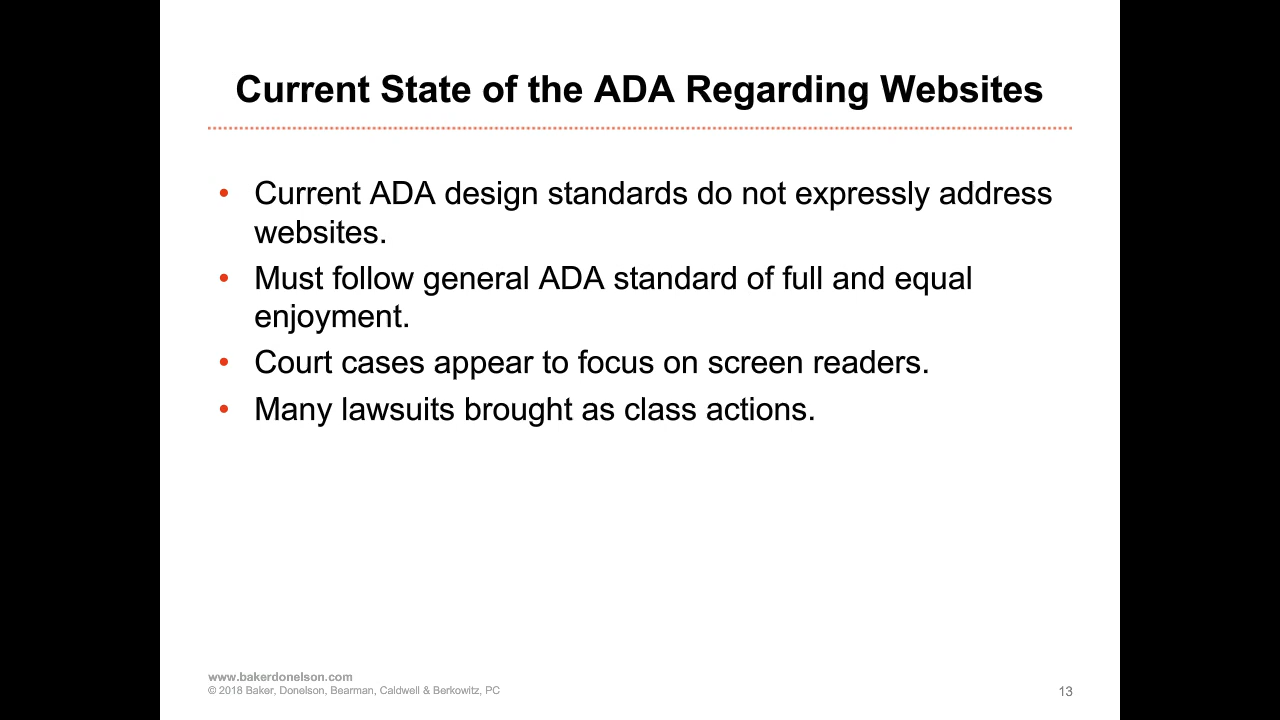 Current State of the ADA Regarding Websites
• Current ADA design standards do not expressly address
websites.
• Must follow general ADA standard of full and equal
enjoyment.
• Court cases appear to focus on screen readers.
• Many lawsuits brought as class actions.
www.bakerdonelson.com
© 2018 Baker, Donelson, Bearman, Caldwell & Berkowitz, PC
13